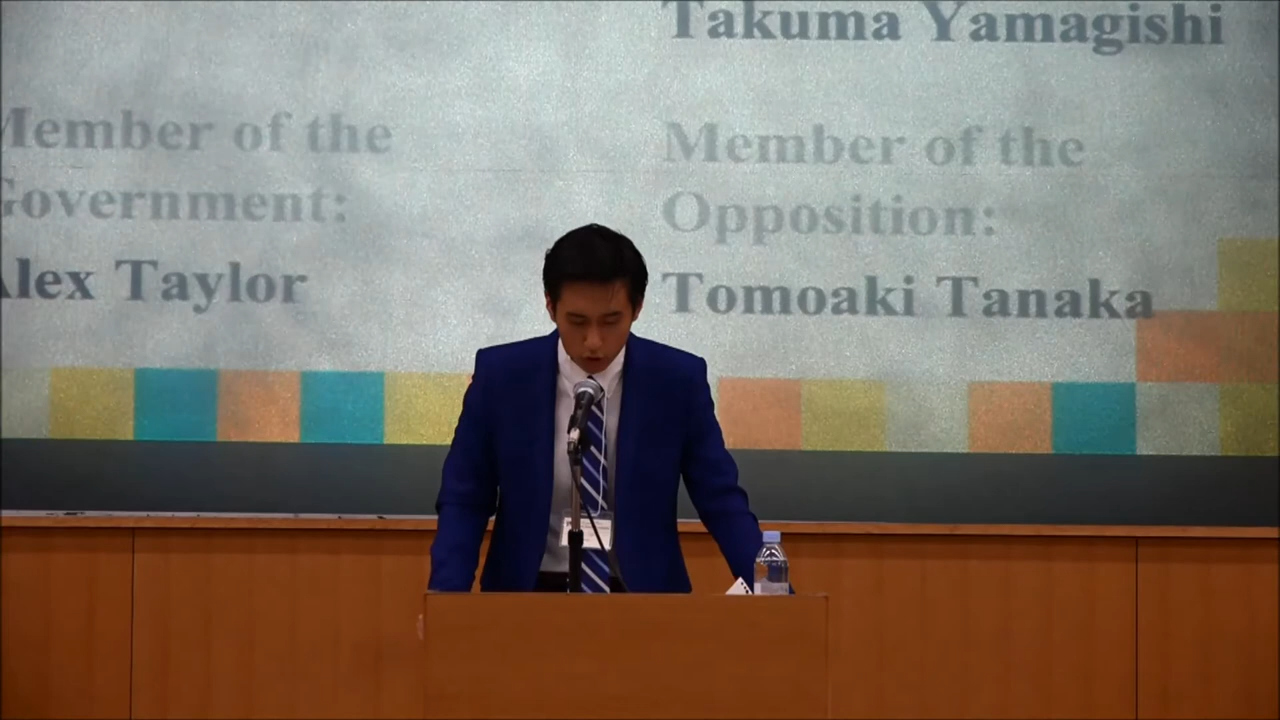 Takuma Yamagishi
Member of the
Government:
Alex Taylor
Member of the
Opposition:
Tomoaki Tanaka